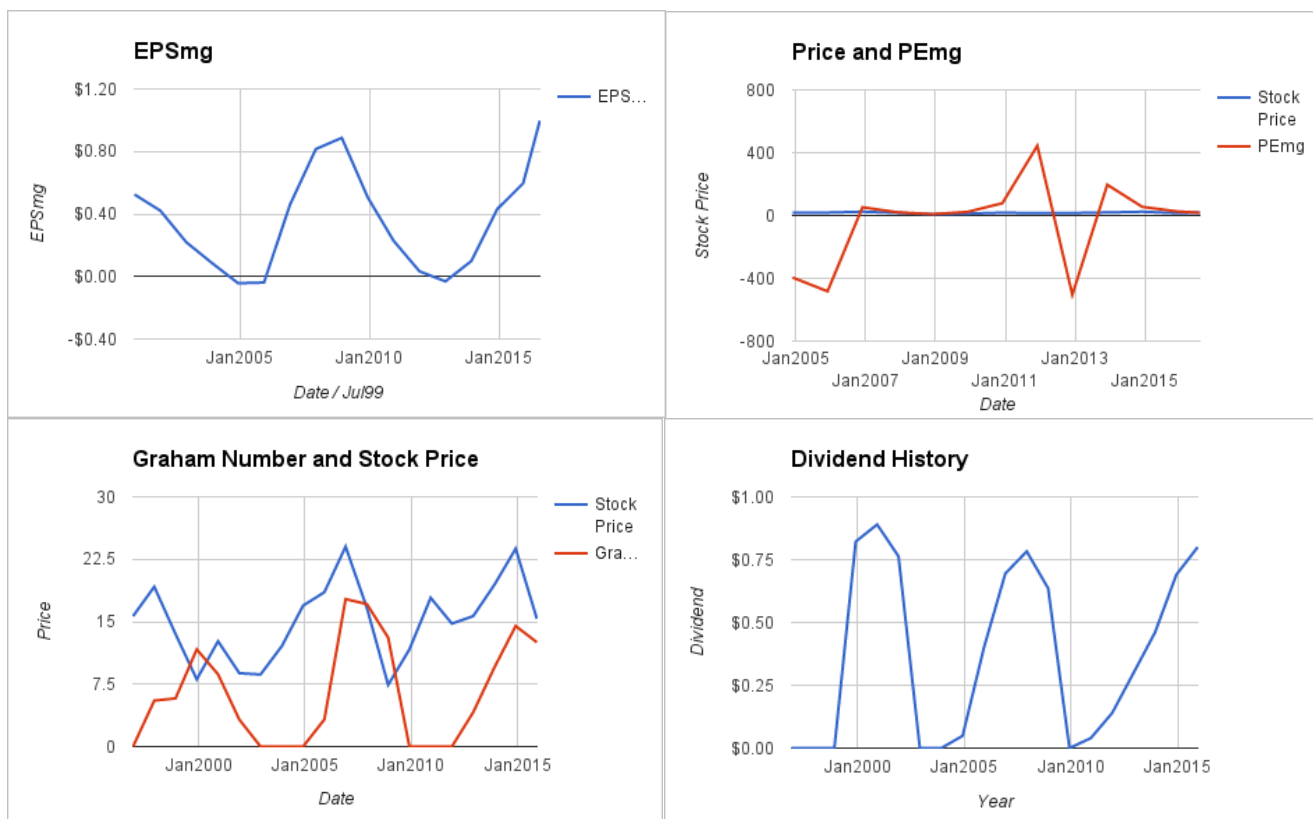 EPSmg
$1.20
$0.80
$0.40
$0.00
-$0.40
EPSmg
Jan2005
Jan2010
Jan2015
Date / Jul99
EPS...
Price and PEmg
800
400
0
-400
-800
Stock Price
Jan2005
Jan2009
Jan2013
Jan2007
Jan2011
Jan2015
Date
Stock
Price
PEmg
Graham Number and Stock Price
30
22.5
15
7.5
0
Price
Jan2000
Jan2005
Jan2010
Jan2015
Date
Stock
Price
Gra...
Dividend History
$1.00
$0.75
$0.50
$0.25
$0.00
Dividend
Jan2000
Jan2005
Jan2010
Jan2015
Year